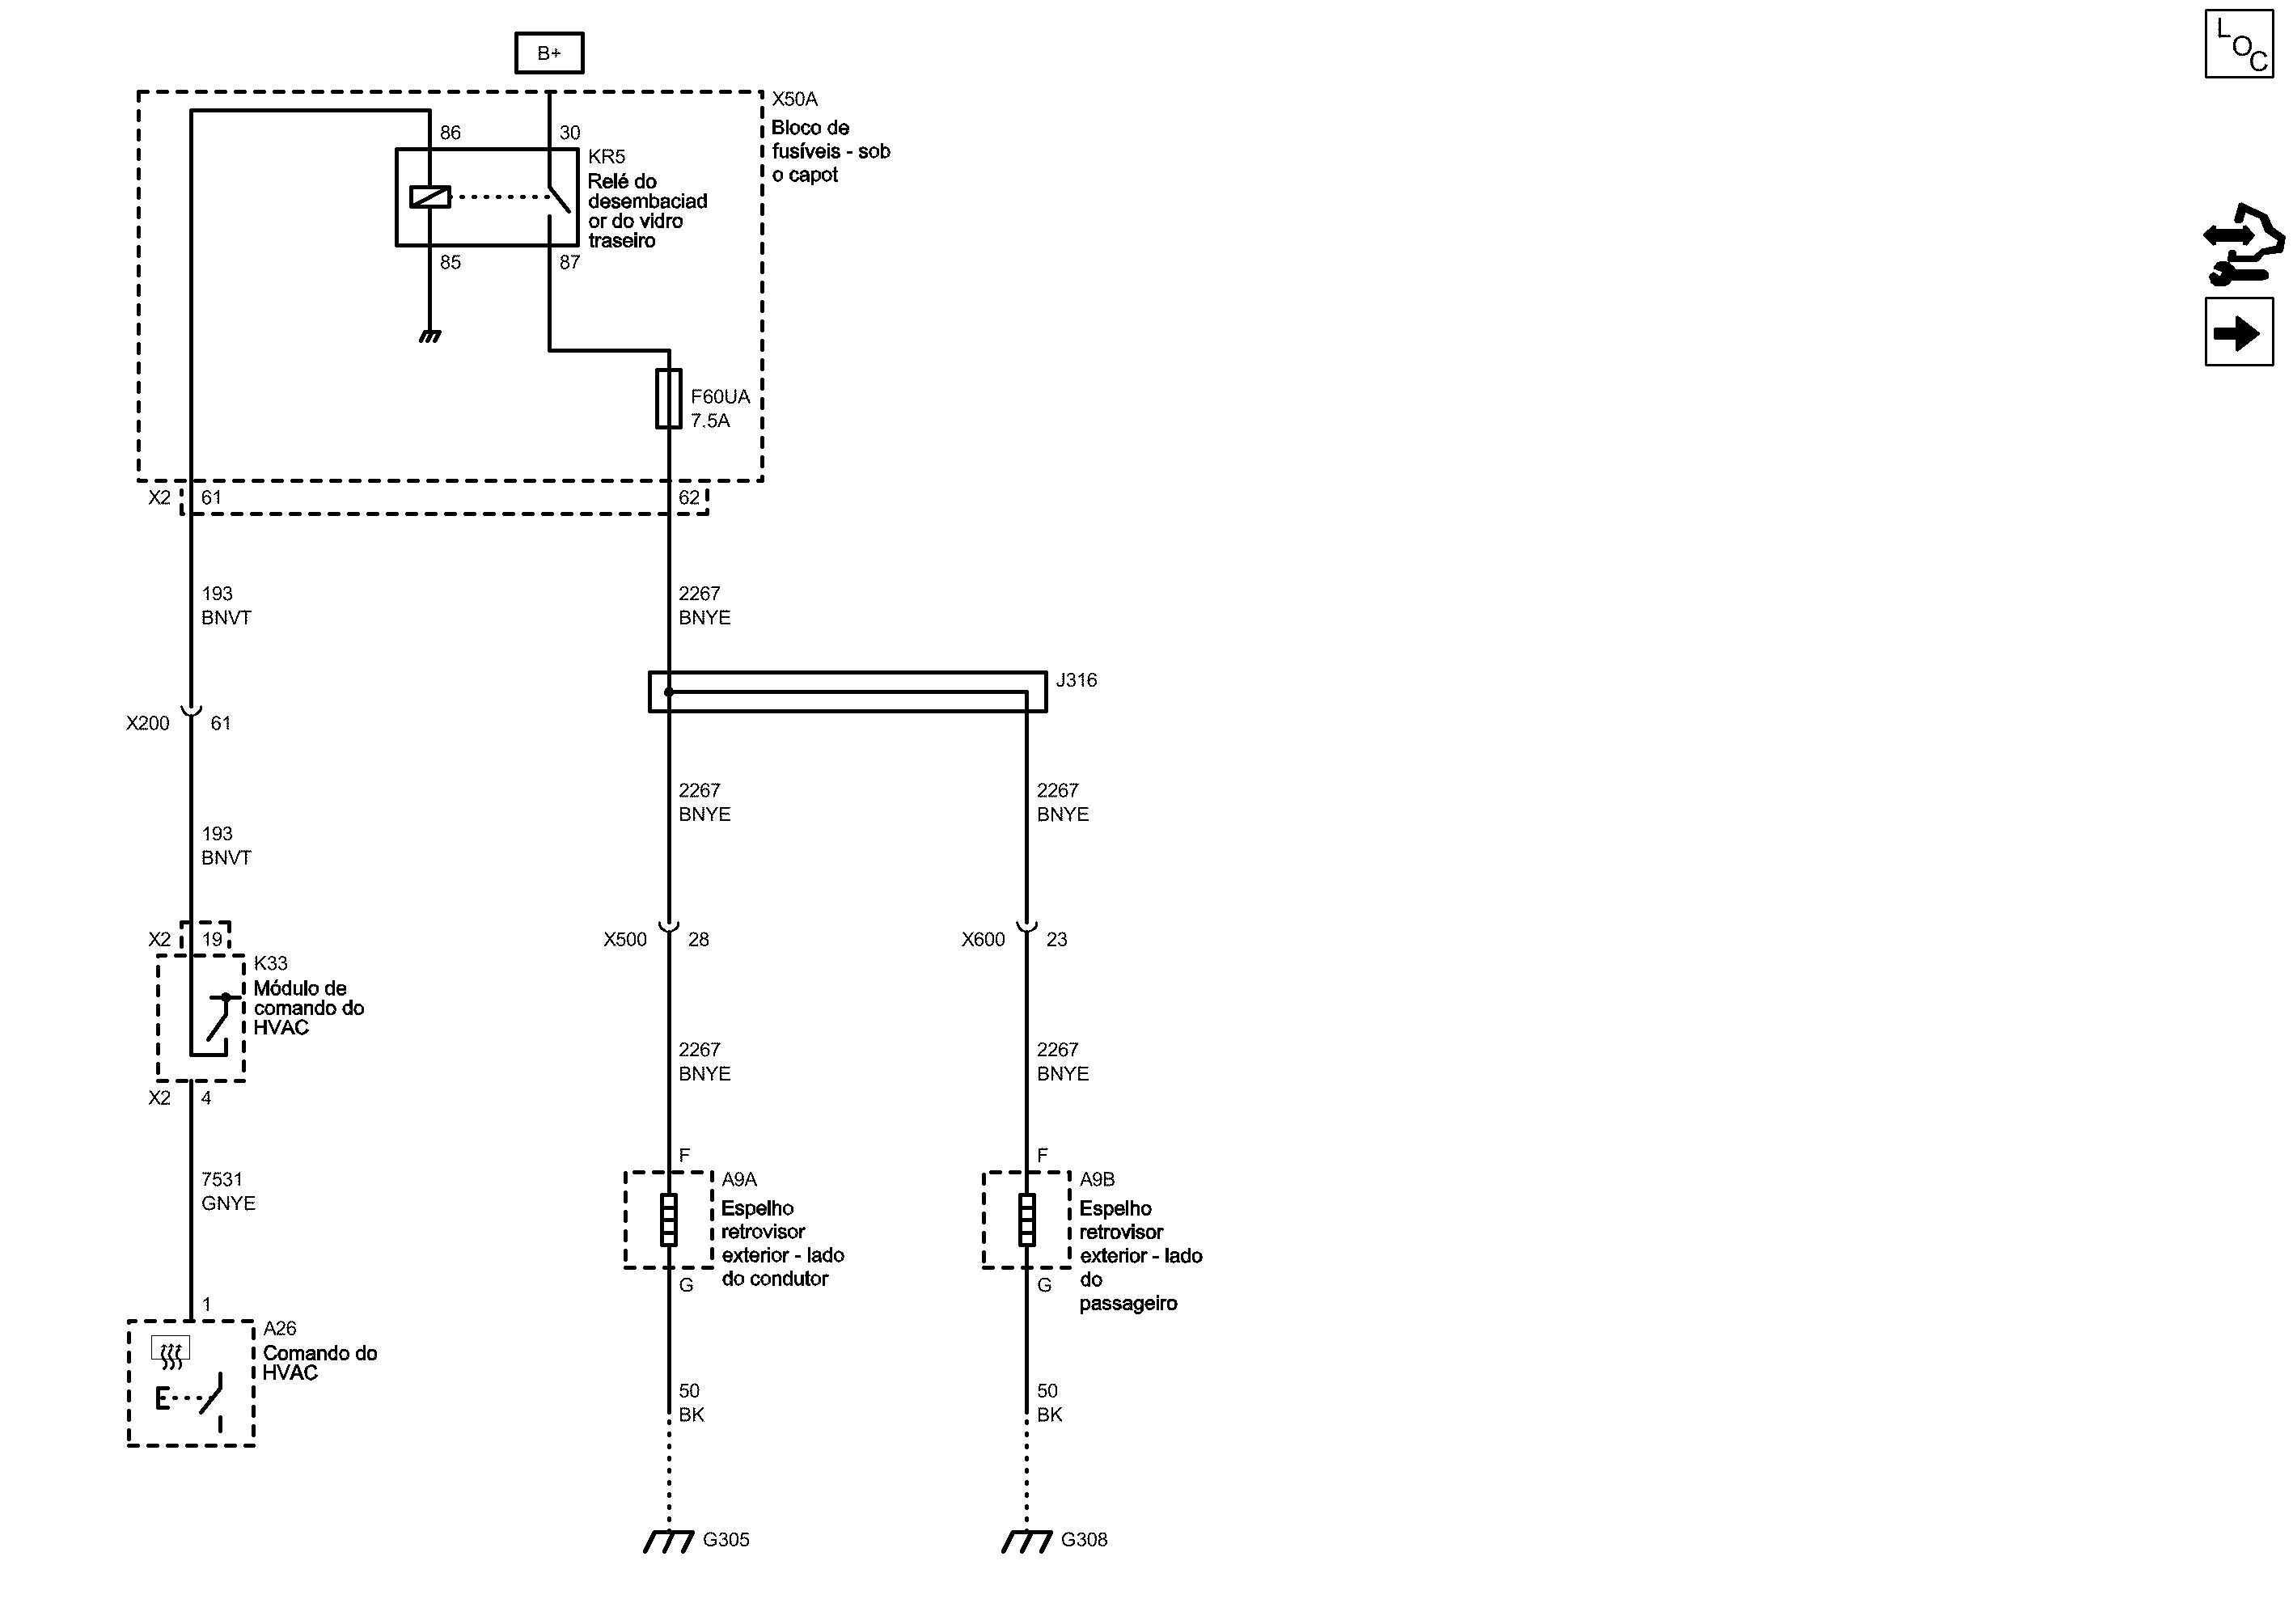 LOC
B+
X50A
Bloco de
fusíveis - sob
o capot
86
30
KR5
Relé do
desembaciad
or do vidro
traseiro
85
87
F60UA
7.5A
X2
61
62
193
BNVT
2267
BNYE
J316
X200
61
2267
BNYE
2267
BNYE
193
BNVT
X2
19
X500
28
X600
23
K33
Módulo de
comando do
HVAC
2267
BNYE
2267
BNYE
X2
4
7531
GNYE
F
A9A
Espelho
retrovisor
exterior - lado
do condutor
G
F
A9B
Espelho
retrovisor
exterior - lado
do
passageiro
G
1
A26
Comando do
HVAC
50
BK
50
BK
G305
G308